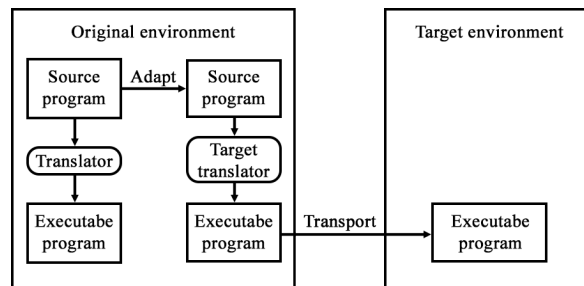 Original environment
Target environment
Source
program
Adapt
Source
program
Translator
Target
translator
Executabe
program
Executabe
program
Transport
Executabe
program